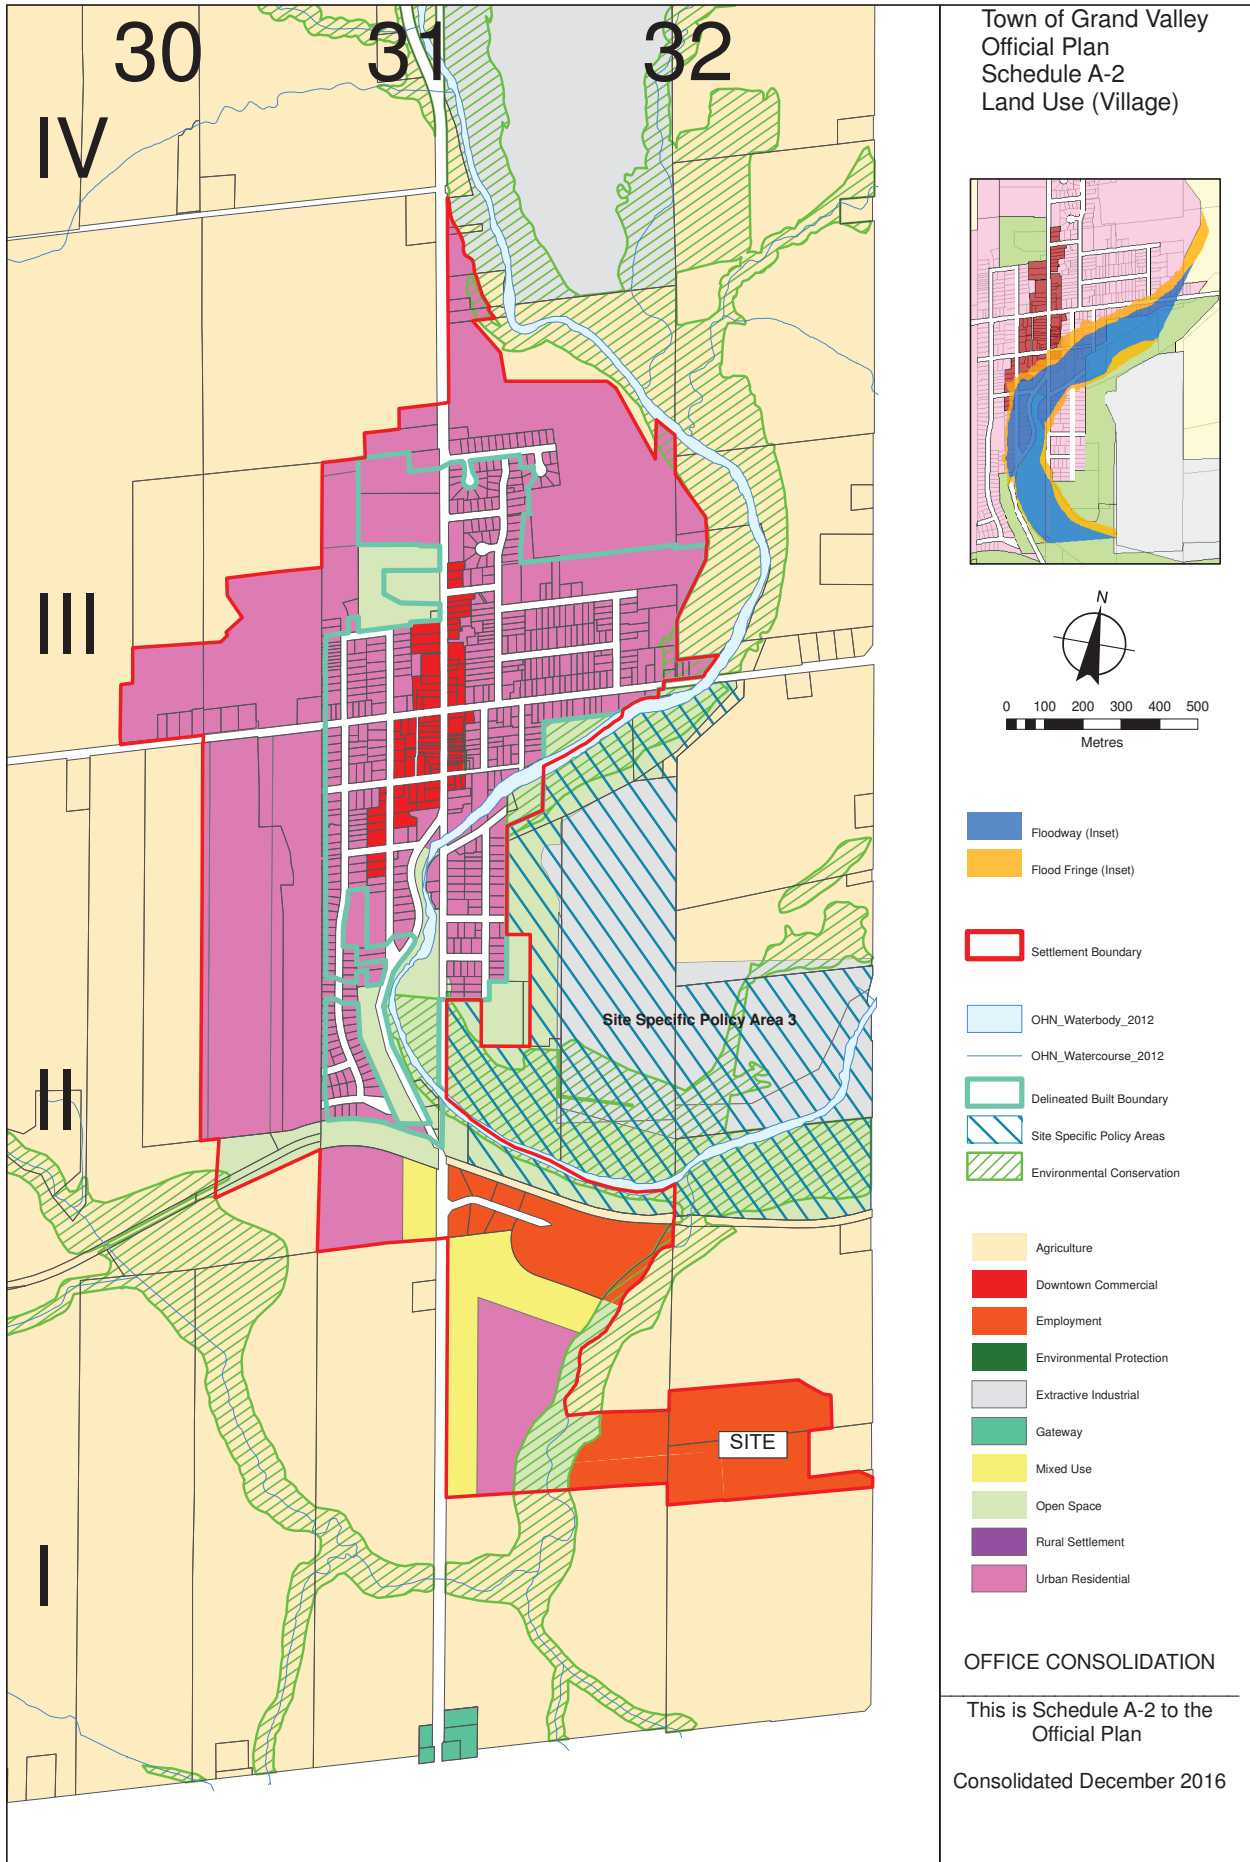 30
31
32
IV
III
II
I
Site Specific Policy Area 3
SITE
Town of Grand Valley
Official Plan
Schedule A-2
Land Use (Village)
N
0 100 200 300 400 500
Metres
Floodway (Inset)
Flood Fringe (Inset)
Settlement Boundary
OHN_Waterbody_2012
OHN_Watercourse_2012
Delineated Built Boundary
Site Specific Policy Areas
Environmental Conservation
Agriculture
Downtown Commercial
Employment
Environmental Protection
Extractive Industrial
Gateway
Mixed Use
Open Space
Rural Settlement
Urban Residential
OFFICE CONSOLIDATION
This is Schedule A-2 to the
Official Plan
Consolidated December 2016